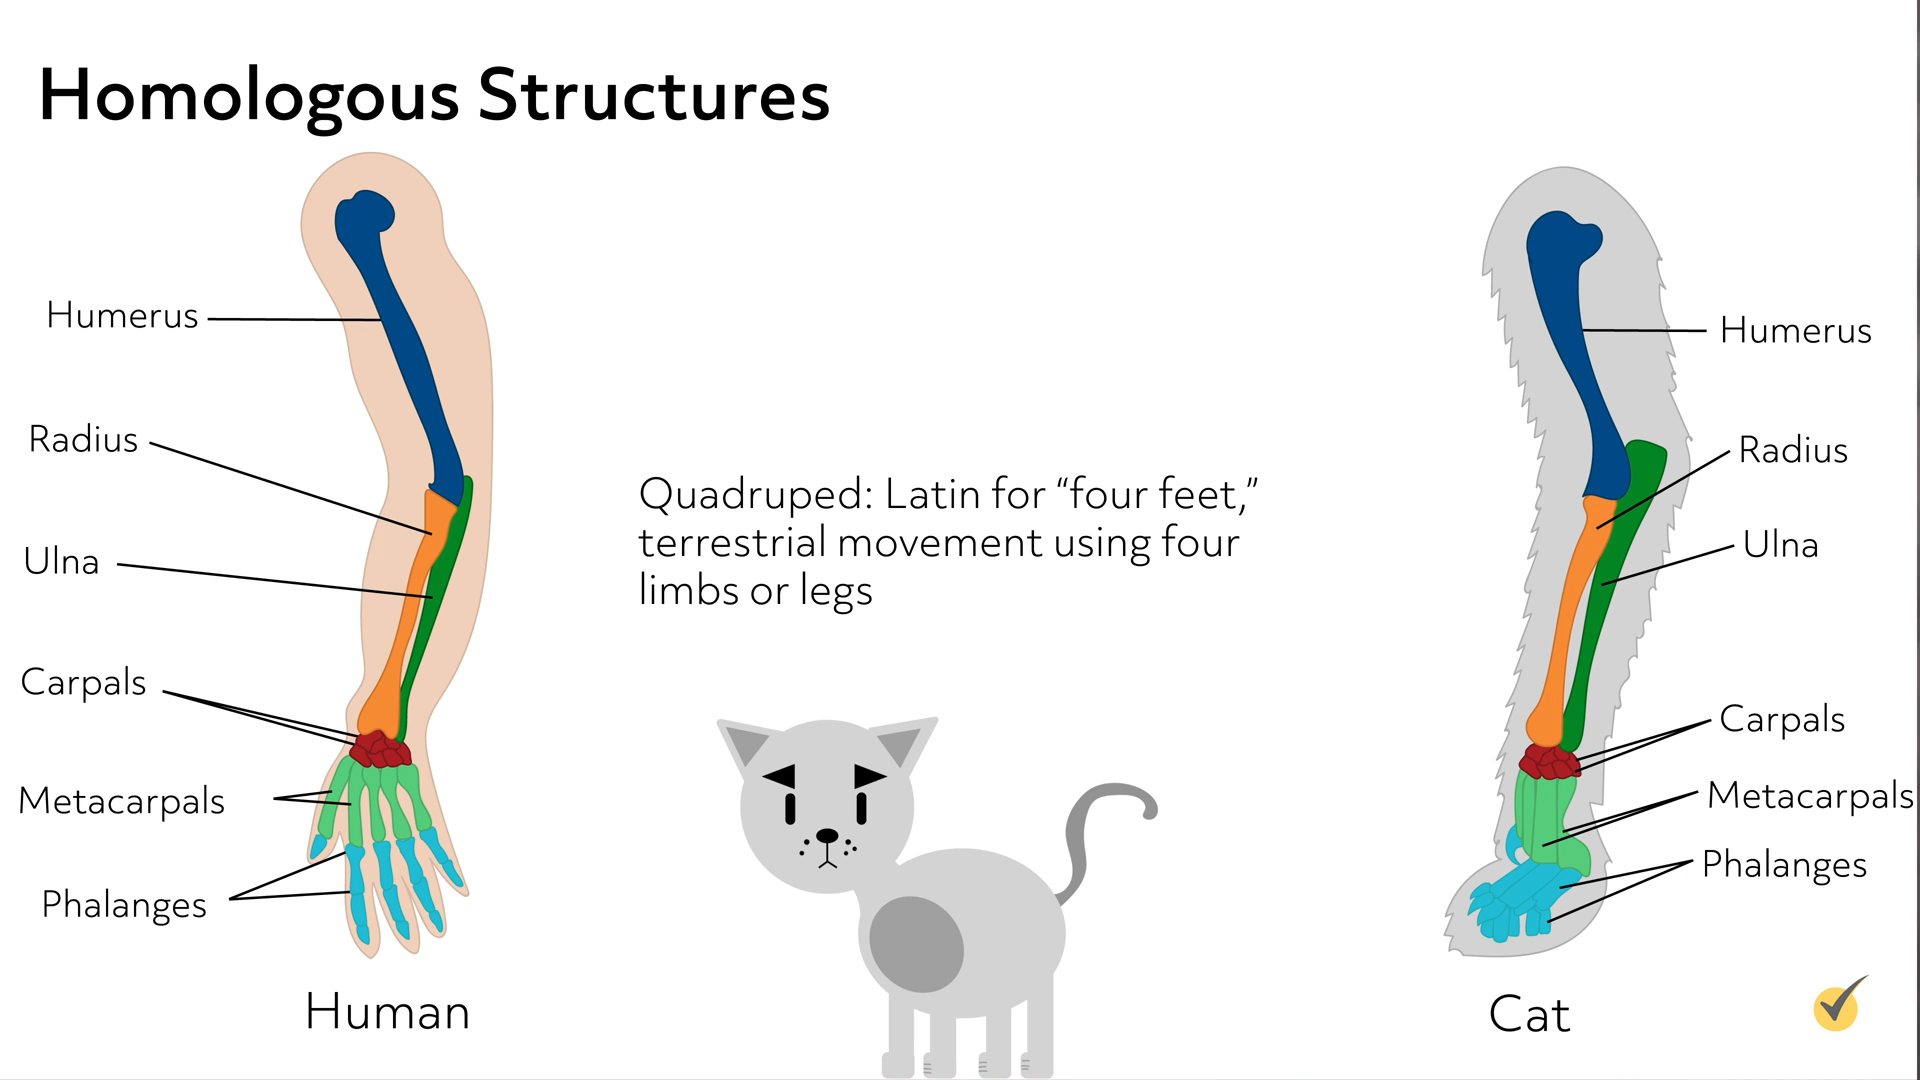 Homologous Structures
Humerus
Radius
Ulna
Carpals
Metacarpals
Phalanges
Human
Quadruped: Latin for “four feet,”
terrestrial movement using four
limbs or legs
Humerus
Radius
Ulna
Carpals
Metacarpals
Phalanges
Cat